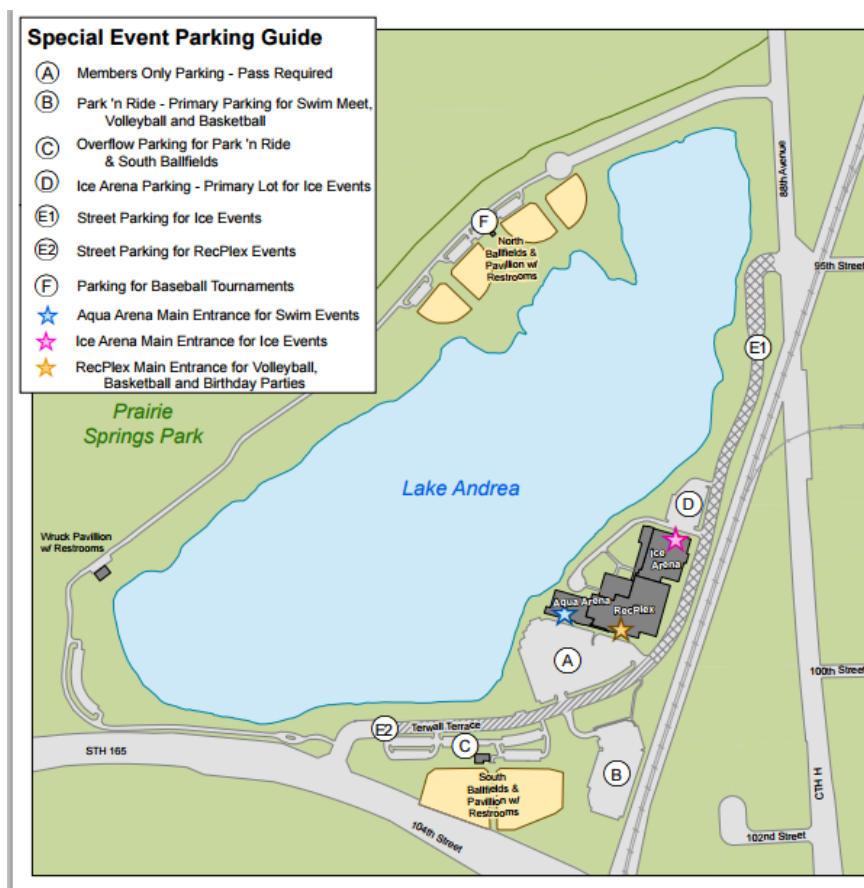 Special Event Parking Guide
A Members Only Parking - Pass Required
B Park 'n Ride - Primary Parking for Swim Meet,
Volleyball and Basketball
C Overflow Parking for Park 'n Ride
& South Ballfields
D Ice Arena Parking - Primary Lot for Ice Events
E1 Street Parking for Ice Events
E2 Street Parking for RecPlex Events
F Parking for Baseball Tournaments
Aqua Arena Main Entrance for Swim Events
Ice Arena Main Entrance for Ice Events
RecPlex Main Entrance for Volleyball,
Basketball and Birthday Parties
88th Avenue
F
North
Ballfields &
Pavillion w/
Restrooms
95th Street
E1
Prairie
Springs Park
Lake Andrea
D
Wruck Pavillion
w/ Restrooms
Ice
Arena
Aqua Arena
RecPlex
A
100th Street
E2
Terwall Terrace
C
STH 165
B
South
Ballfields &
Pavillion w/
Restrooms
104th Street
CTH H
102nd Street